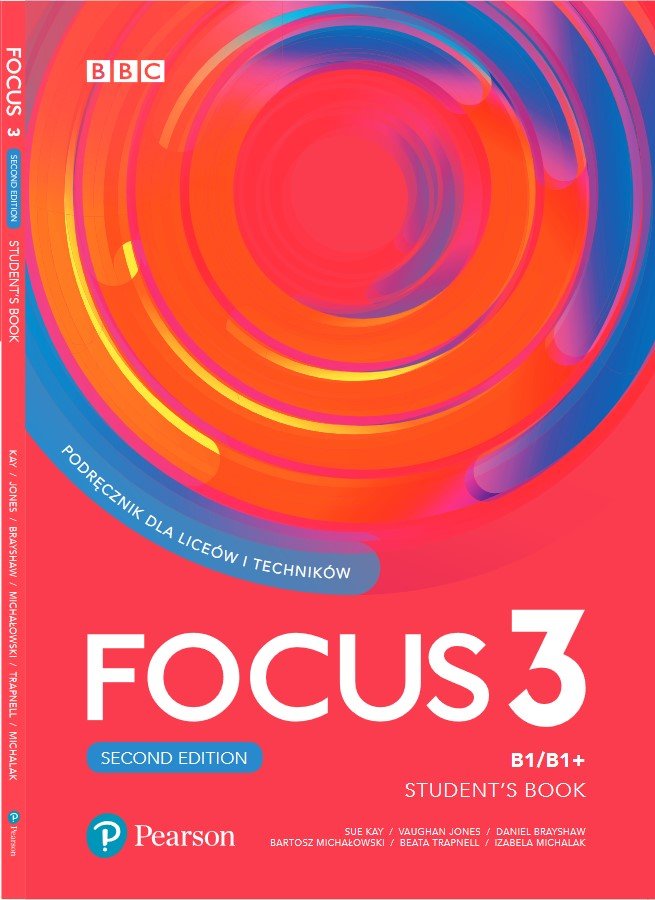 FOCUS 3
SECOND EDITION
STUDENT'S BOOK
KAY / JONES / BRAYSHAW / MICHAŁOWSKI / TRAPNELL / MICHALAK
Pearson
BBC
PODRĘCZNIK DLA LICEÓW I TECHNIKÓW
FOCUS 3
SECOND EDITION
B1/B1+
STUDENT'S BOOK
Pearson
SUE KAY / VAUGHAN JONES / DANIEL BRAYSHAW
BARTOSZ MICHAŁOWSKI / BEATA TRAPNELL / IZABELA MICHALAK